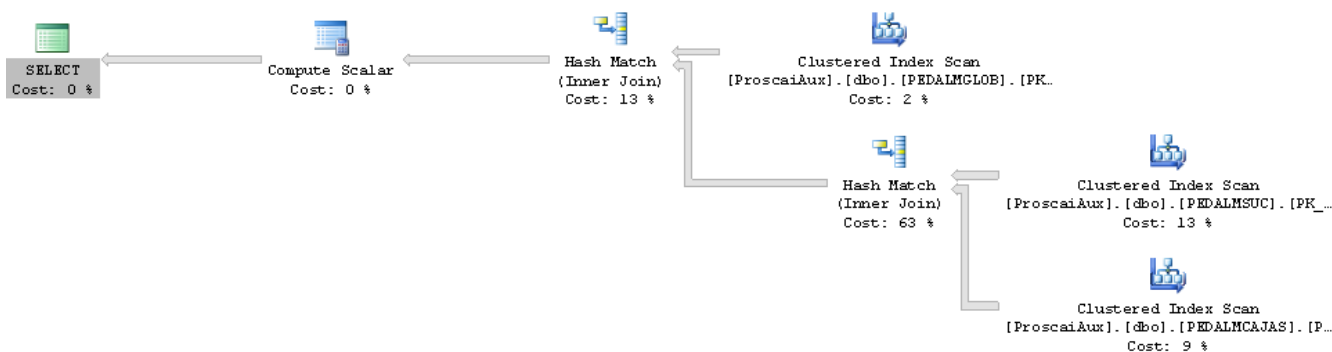 SELECT
Cost: 0 %
Compute Scalar
Cost: 0 %
Hash Match
(Inner Join)
Cost: 13 %
Clustered Index Scan
[ProscaiAux].[dbo].[PEDALMGLOB].[PK…
Cost: 2 %
Hash Match
(Inner Join)
Cost: 63 %
Clustered Index Scan
[ProscaiAux].[dbo].[PEDALMSUC].[PK_…
Cost: 13 %
Clustered Index Scan
[ProscaiAux].[dbo].[PEDALMCAJAS].[P…
Cost: 9 %